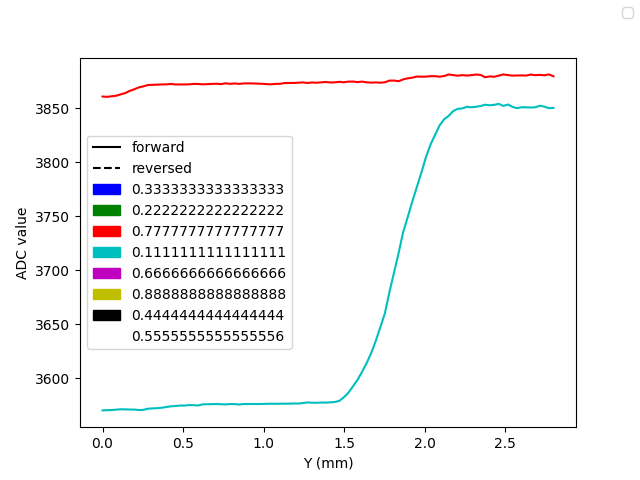 3850
3800
3750
3700
3650
3600
ADC value
forward
reversed
0.3333333333333333
0.2222222222222222
0.7777777777777777
0.1111111111111111
0.6666666666666666
0.8888888888888888
0.4444444444444444
0.5555555555555556
0.0 0.5 1.0 1.5 2.0 2.5
Y (mm)